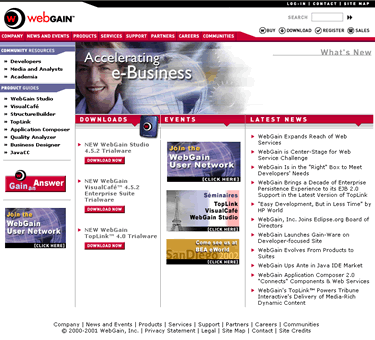 LOG-IN | CONTACT | SITE MAP
webGAIN™
SEARCH
BUY DOWNLOAD REGISTER SALES
COMPANY NEWS AND EVENTS PRODUCTS SERVICES SUPPORT PARTNERS CAREERS COMMUNITIES
COMMUNITY RESOURCES
Developers
Media and Analysts
Academia
PRODUCT GUIDES
WebGain Studio
VisualCafé
StructureBuilder
TopLink
Application Composer
Quality Analyzer
Business Designer
JavaCC
Gain an Answer
Join the
WebGain
User Network
(CLICK HERE)
Accelerating
e-Business
What's New
DOWNLOADS
NEW WebGain Studio
4.5.2 Trialware
DOWNLOAD NOW
NEW WebGain
VisualCafé™ 4.5.2
Enterprise Suite
Trialware
DOWNLOAD NOW
NEW WebGain
TopLink™ 4.0 Trialware
DOWNLOAD NOW
EVENTS
Join the
WebGain
User Network
(CLICK HERE)
Séminaires
TopLink
VisualCafe
WebGain Studio
(CLICK HERE)
Come see us at
BEA eWorld
SanDiego2002
(CLICK HERE)
LATEST NEWS
WebGain Expands Reach of Web
Services
WebGain is Center-Stage for Web
Service Challenge
WebGain Is in the "Right" Box to Meet
Developers' Needs
WebGain Brings a Decade of Enterprise
Persistence Experience to its EJB 2.0
Support in the Latest Version of TopLink
"Easy Development, But in Less Time" by
HP World
WebGain, Inc. Joins Eclipse.org Board of
Directors
WebGain Launches Gain-Ware on
Developer-focused Site
WebGain Evolves From Products to
Suites
WebGain Ups Ante in Java IDE Market
WebGain Application Composer 2.0
"Connects" Components & Web Services
WebGain's TopLink™ Powers Tribune
Interactive's Delivery of Media-Rich
Dynamic Content
Company | News and Events | Products | Services | Support | Partners | Careers | Communities
© 2000-2001 WebGain, Inc. | Privacy Statement | Legal | Site Map | Contact | Site Credits